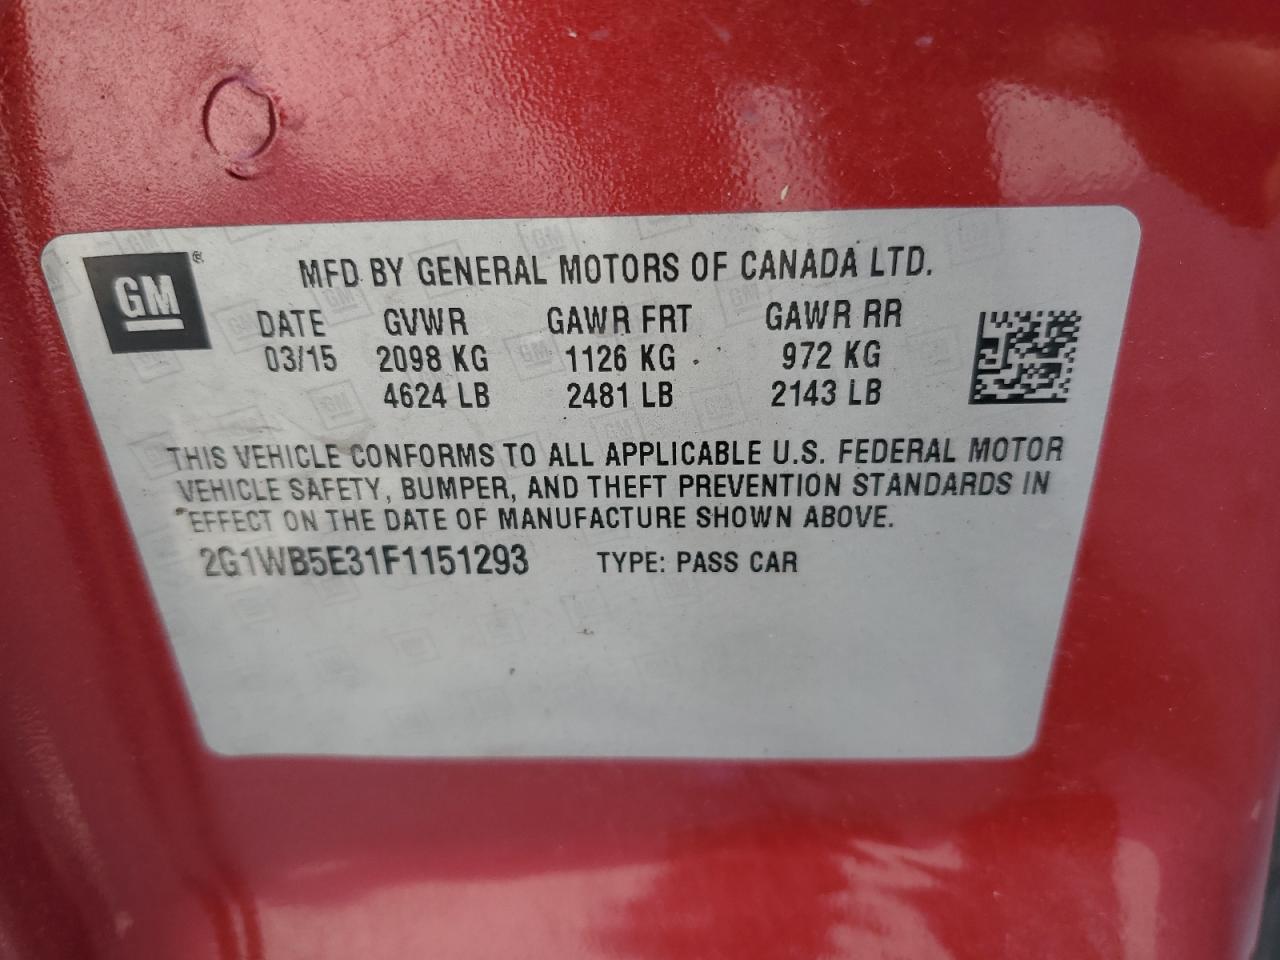 GM®
MFD BY GENERAL MOTORS OF CANADA LTD.
DATE GVWR GAWR FRT GAWR RR
03/15 2098 KG 1126 KG 972 KG
4624 LB 2481 LB 2143 LB
THIS VEHICLE CONFORMS TO ALL APPLICABLE U.S. FEDERAL MOTOR
VEHICLE SAFETY, BUMPER, AND THEFT PREVENTION STANDARDS IN
EFFECT ON THE DATE OF MANUFACTURE SHOWN ABOVE.
2G1WB5E31F1151293 TYPE: PASS CAR